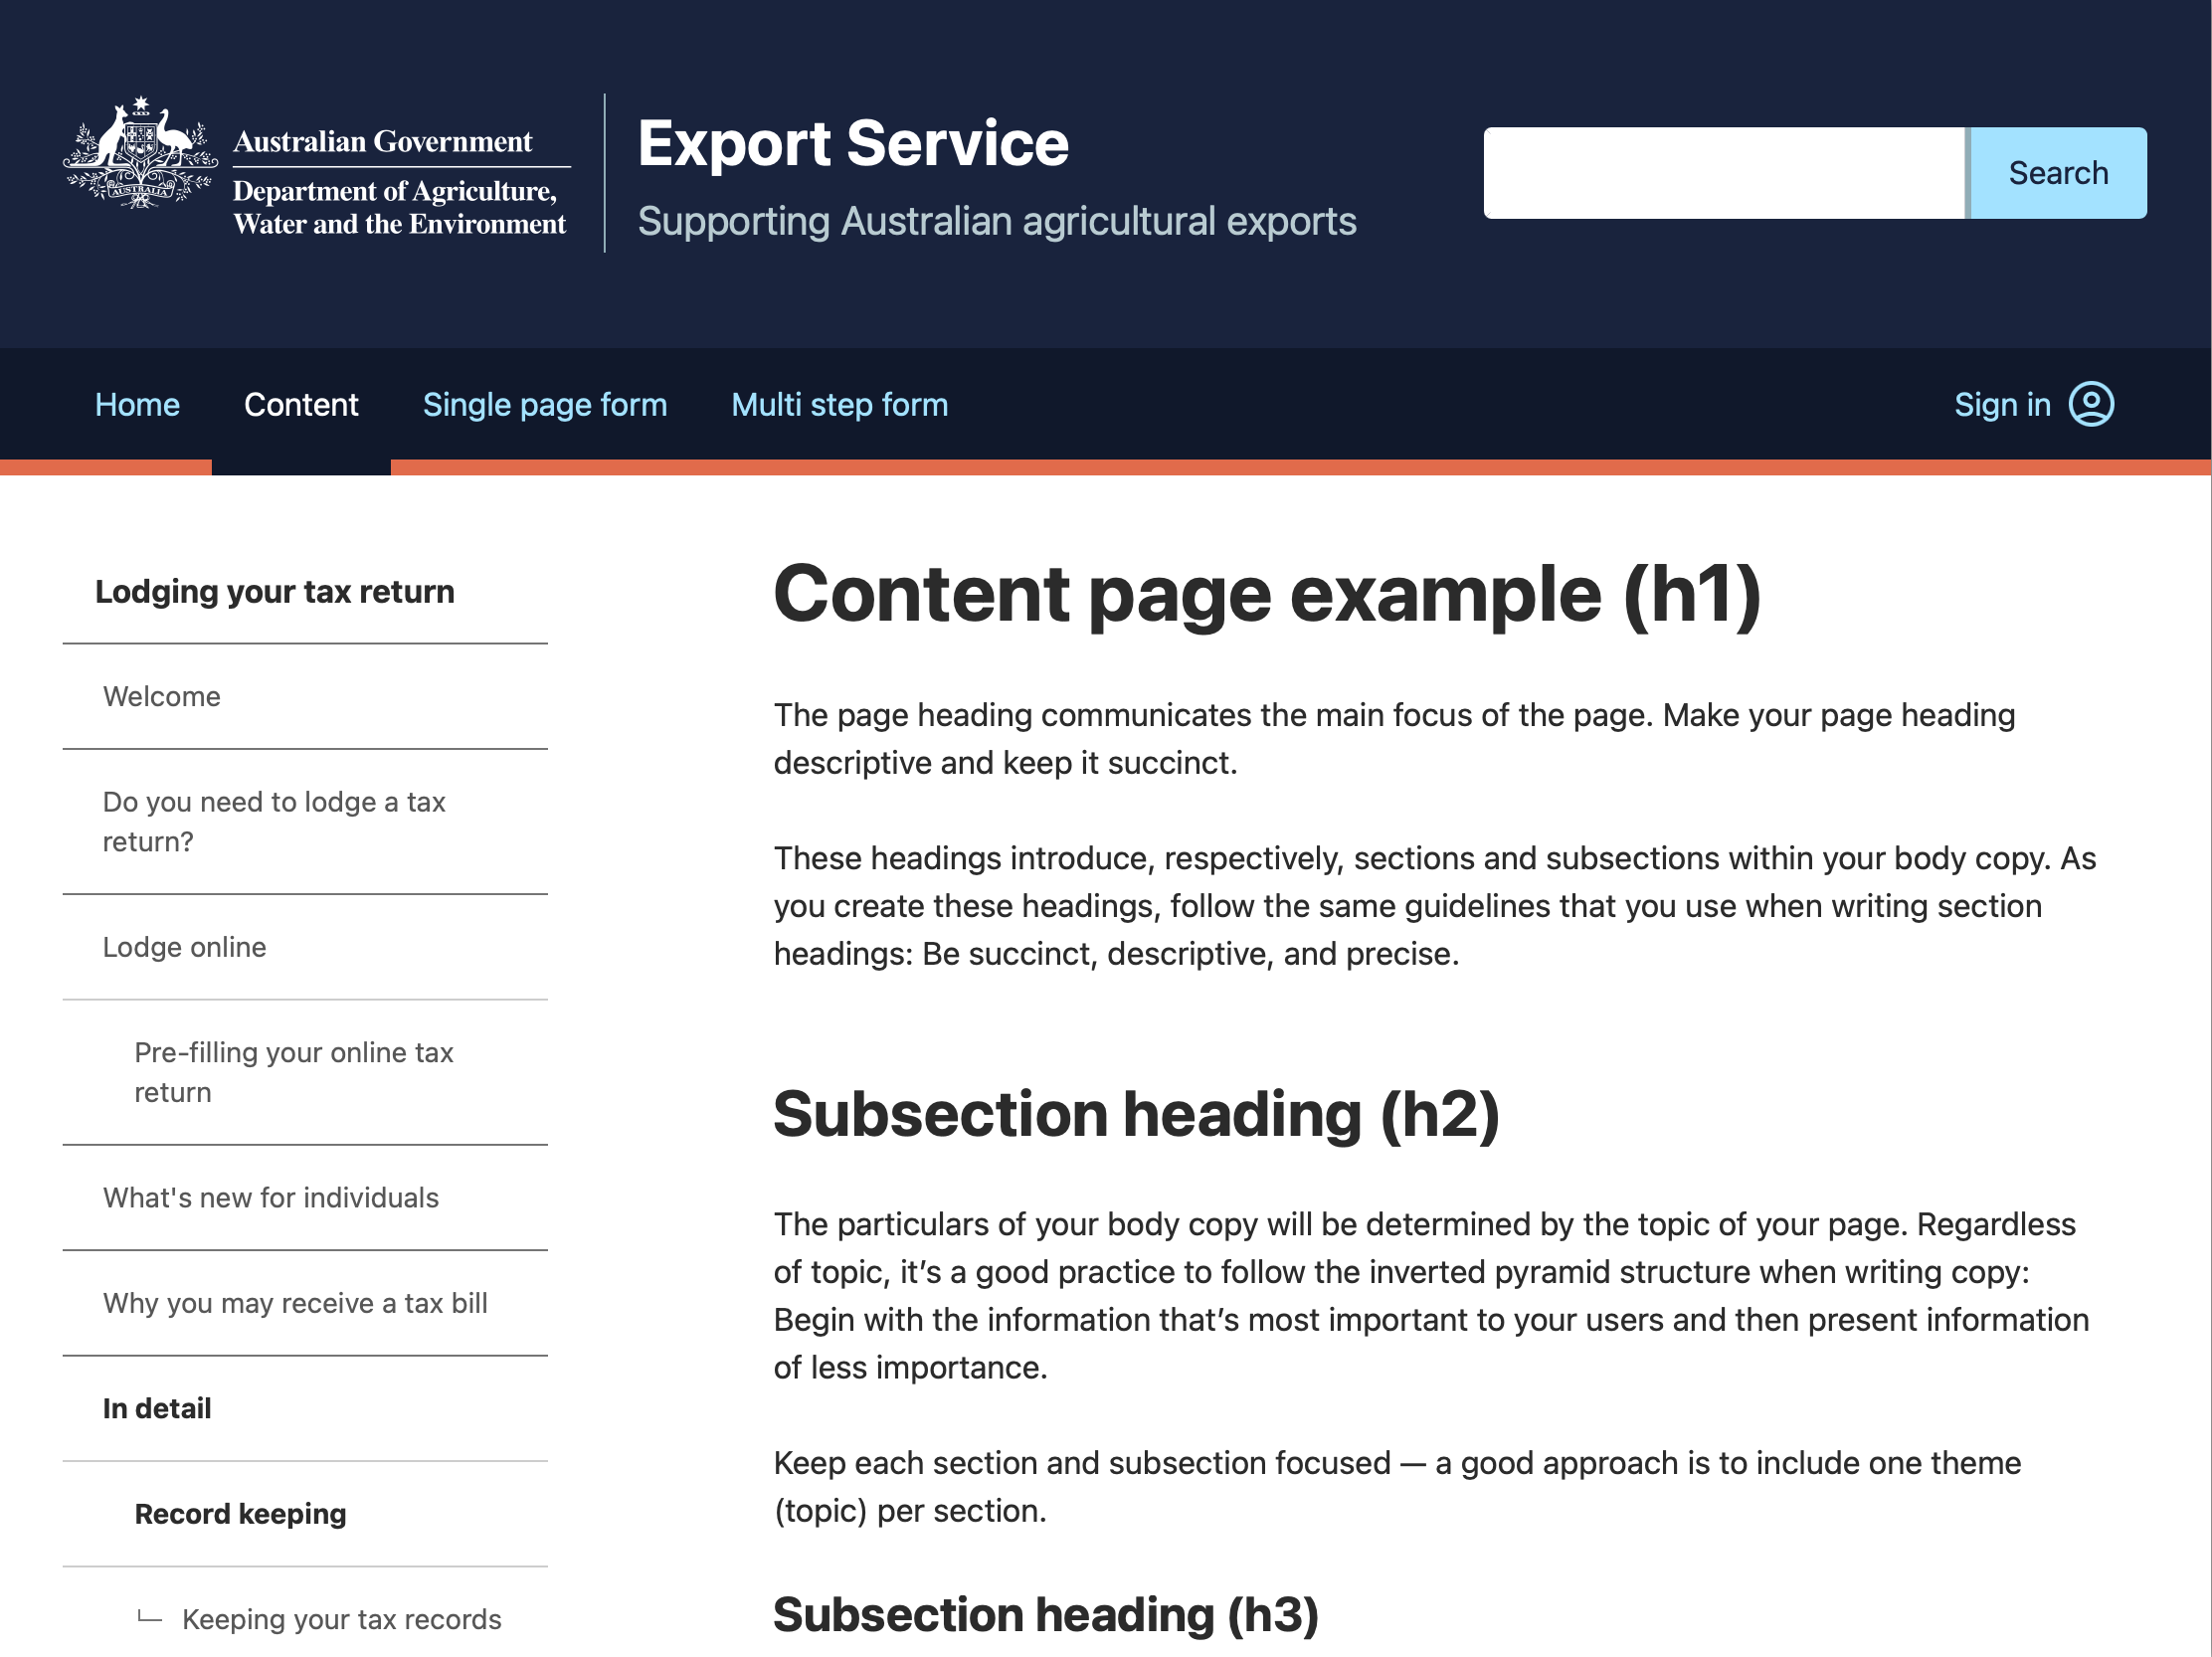 Australian Government
Department of Agriculture,
Water and the Environment
AUSTRALIA
Export Service
Supporting Australian agricultural exports
Search
Home
Content
Single page form
Multi step form
Sign in
Lodging your tax return
Welcome
Do you need to lodge a tax
return?
Lodge online
Pre-filling your online tax
return
What's new for individuals
Why you may receive a tax bill
In detail
Record keeping
Keeping your tax records
Content page example (h1)
The page heading communicates the main focus of the page. Make your page heading
descriptive and keep it succinct.
These headings introduce, respectively, sections and subsections within your body copy. As
you create these headings, follow the same guidelines that you use when writing section
headings: Be succinct, descriptive, and precise.
Subsection heading (h2)
The particulars of your body copy will be determined by the topic of your page. Regardless
of topic, it’s a good practice to follow the inverted pyramid structure when writing copy:
Begin with the information that’s most important to your users and then present information
of less importance.
Keep each section and subsection focused — a good approach is to include one theme
(topic) per section.
Subsection heading (h3)